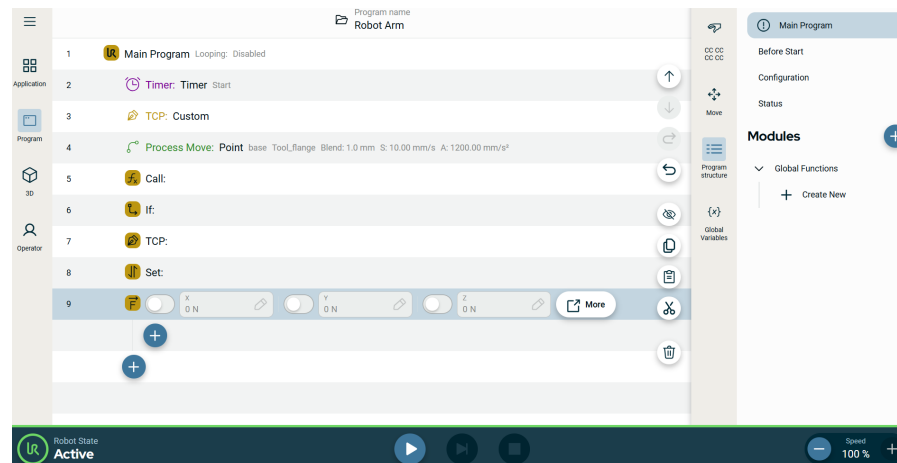 Program name
Robot Arm
Application
Program
3D
Operator
1 Main Program Looping: Disabled
2 Timer: Timer Start
3 TCP: Custom
4 Process Move: Point base Tool_flange Blend: 1.0 mm S: 10.00 mm/s A: 1200.00 mm/s²
5 Call:
6 If:
7 TCP:
8 Set:
9 F X 0 N Y 0 N Z 0 N More
CC CC
CC CC
Move
Program
structure
{x}
Global
Variables
Main Program
Before Start
Configuration
Status
Modules
Global Functions
Create New
UR
Robot State
Active
Speed
100 %